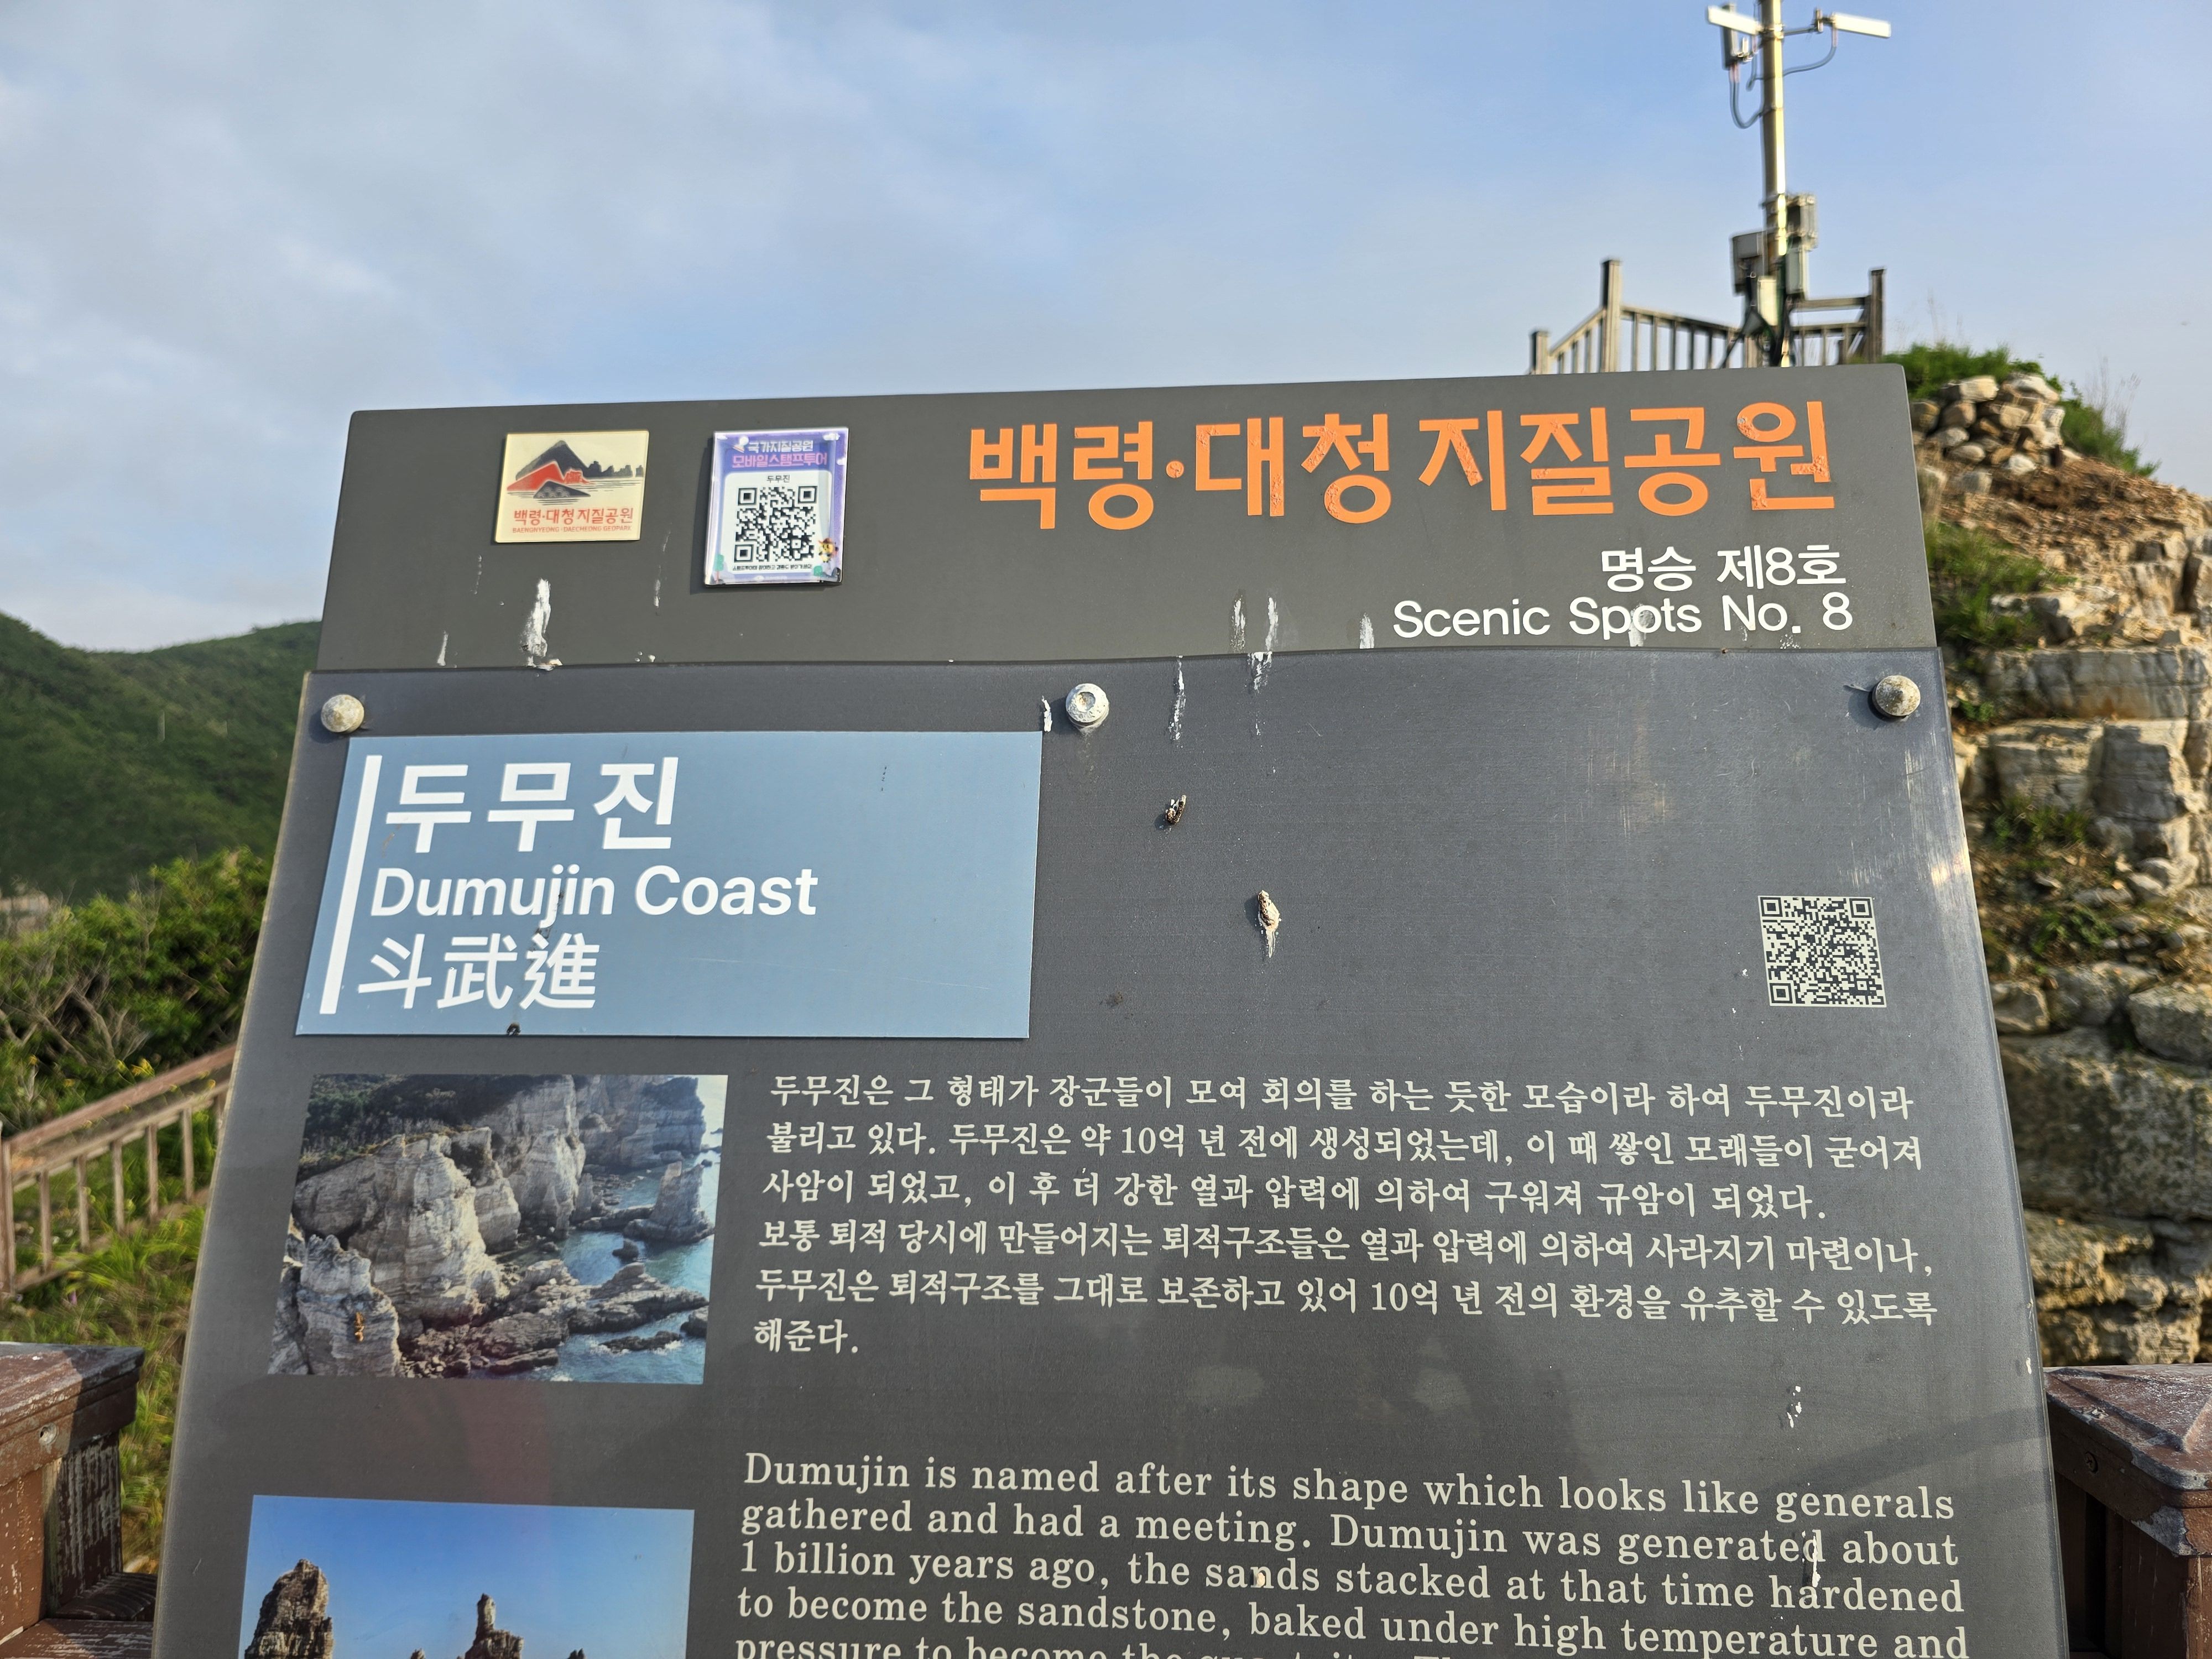 백령·대청 지질공원
BAENGNYEONG·DAECHEONG GEOPARK
국가지질공원
모바일스탬프투어
두무진
백령·대청 지질공원
명승 제8호
Scenic Spots No. 8
두무진
Dumujin Coast
斗武進
두무진은 그 형태가 장군들이 모여 회의를 하는 듯한 모습이라 하여 두무진이라
불리고 있다. 두무진은 약 10억 년 전에 생성되었는데, 이 때 쌓인 모래들이 굳어져
사암이 되었고, 이 후 더 강한 열과 압력에 의하여 구워져 규암이 되었다.
보통 퇴적 당시에 만들어지는 퇴적구조들은 열과 압력에 의하여 사라지기 마련이나,
두무진은 퇴적구조를 그대로 보존하고 있어 10억 년 전의 환경을 유추할 수 있도록
해준다.
Dumujin is named after its shape which looks like generals
gathered and had a meeting. Dumujin was generated about
1 billion years ago, the sands stacked at that time hardened
to become the sandstone, baked under high temperature and
pressure to become the